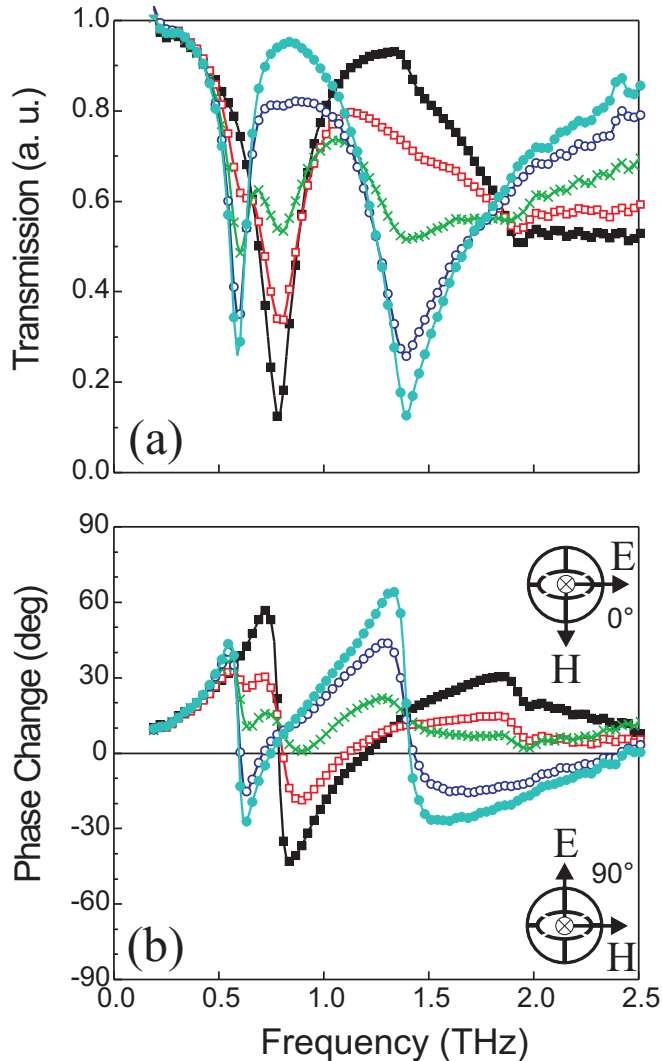 1.0
0.8
0.6
0.4
0.2
0.0
Transmission (a. u.)
(a)
90
60
30
0
-30
-60
-90
Phase Change (deg)
E
0°
H
E
90°
H
(b)
0.0 0.5 1.0 1.5 2.0 2.5
Frequency (THz)